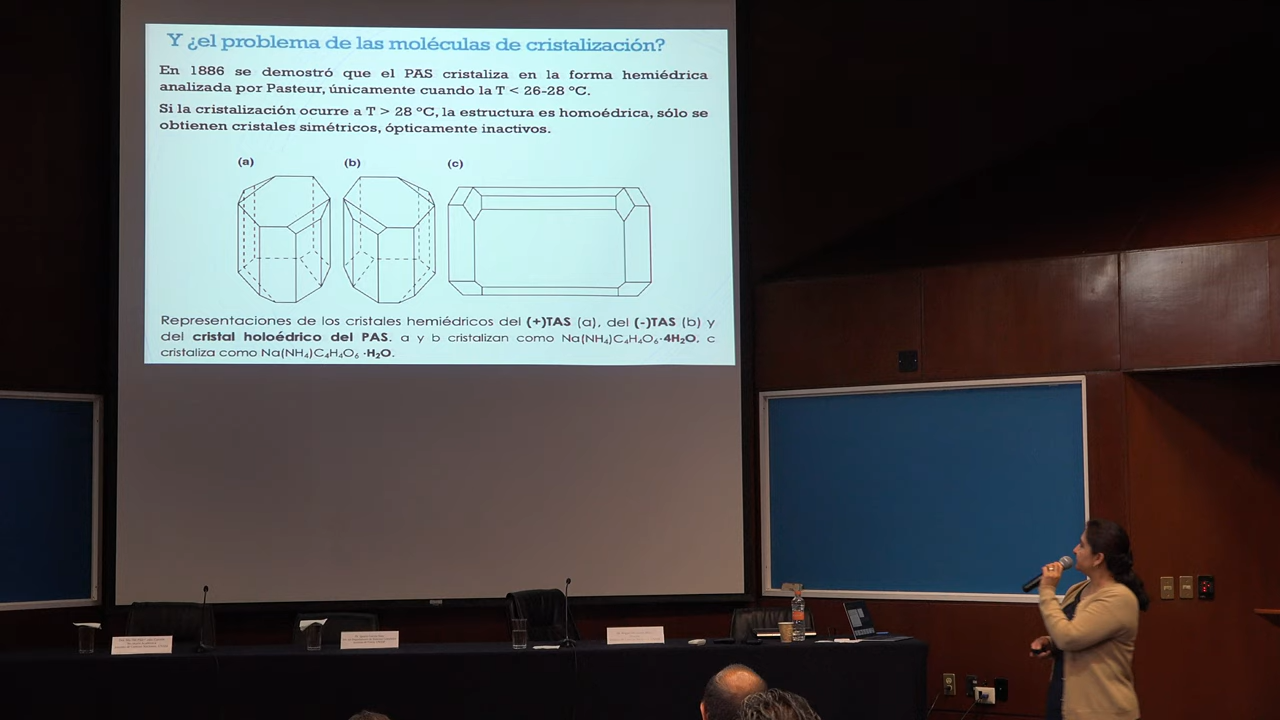 Y ¿el problema de las moléculas de cristalización?
En 1886 se demostró que el PAS cristaliza en la forma hemiédrica
analizada por Pasteur, únicamente cuando la T < 26-28 ºC.
Si la cristalización ocurre a T > 28 ºC, la estructura es homoédrica, sólo se
obtienen cristales simétricos, ópticamente inactivos.
(a) (b) (c)
Representaciones de los cristales hemiédricos del (+)TAS (a), del (-)TAS (b) y
del cristal holoédrico del PAS. a y b cristalizan como Na(NH₄)C₄H₄O₆·4H₂O. c
cristaliza como Na(NH₄)C₄H₄O₆ ·H₂O.